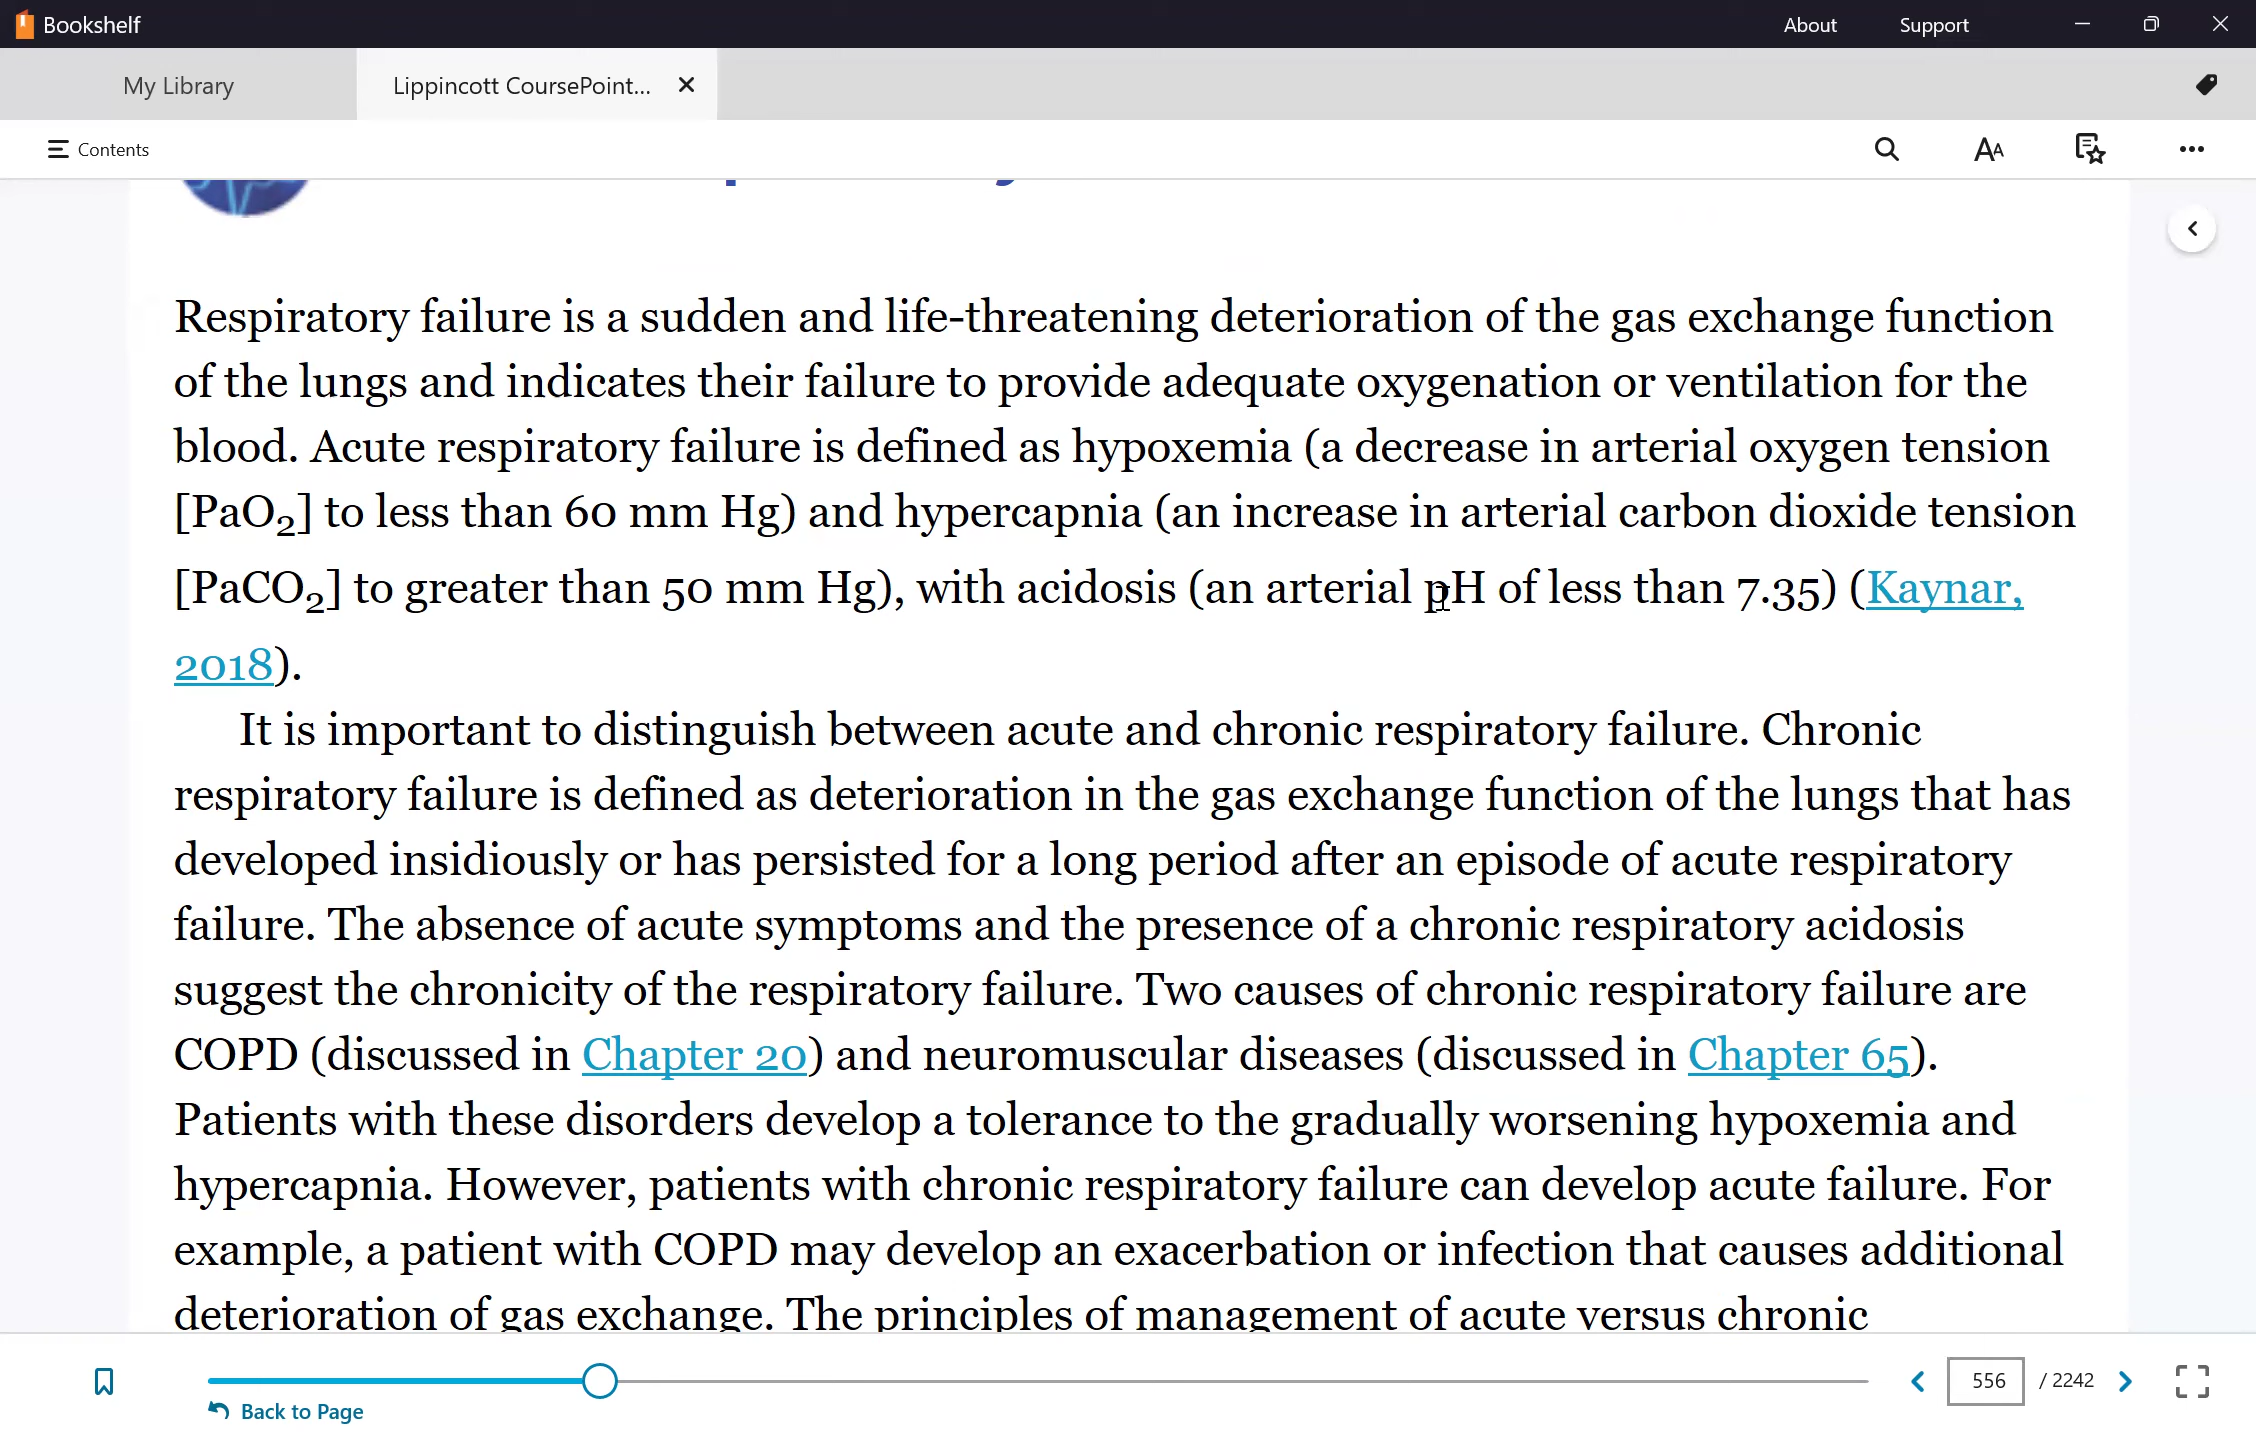 Bookshelf
About
Support
My Library
Lippincott CoursePoint...
Contents
Respiratory failure is a sudden and life-threatening deterioration of the gas exchange function
of the lungs and indicates their failure to provide adequate oxygenation or ventilation for the
blood. Acute respiratory failure is defined as hypoxemia (a decrease in arterial oxygen tension
[PaO₂] to less than 60 mm Hg) and hypercapnia (an increase in arterial carbon dioxide tension
[PaCO₂] to greater than 50 mm Hg), with acidosis (an arterial pH of less than 7.35) (Kaynar,
2018).
It is important to distinguish between acute and chronic respiratory failure. Chronic
respiratory failure is defined as deterioration in the gas exchange function of the lungs that has
developed insidiously or has persisted for a long period after an episode of acute respiratory
failure. The absence of acute symptoms and the presence of a chronic respiratory acidosis
suggest the chronicity of the respiratory failure. Two causes of chronic respiratory failure are
COPD (discussed in Chapter 20) and neuromuscular diseases (discussed in Chapter 65).
Patients with these disorders develop a tolerance to the gradually worsening hypoxemia and
hypercapnia. However, patients with chronic respiratory failure can develop acute failure. For
example, a patient with COPD may develop an exacerbation or infection that causes additional
deterioration of gas exchange. The principles of management of acute versus chronic
556 / 2242
Back to Page